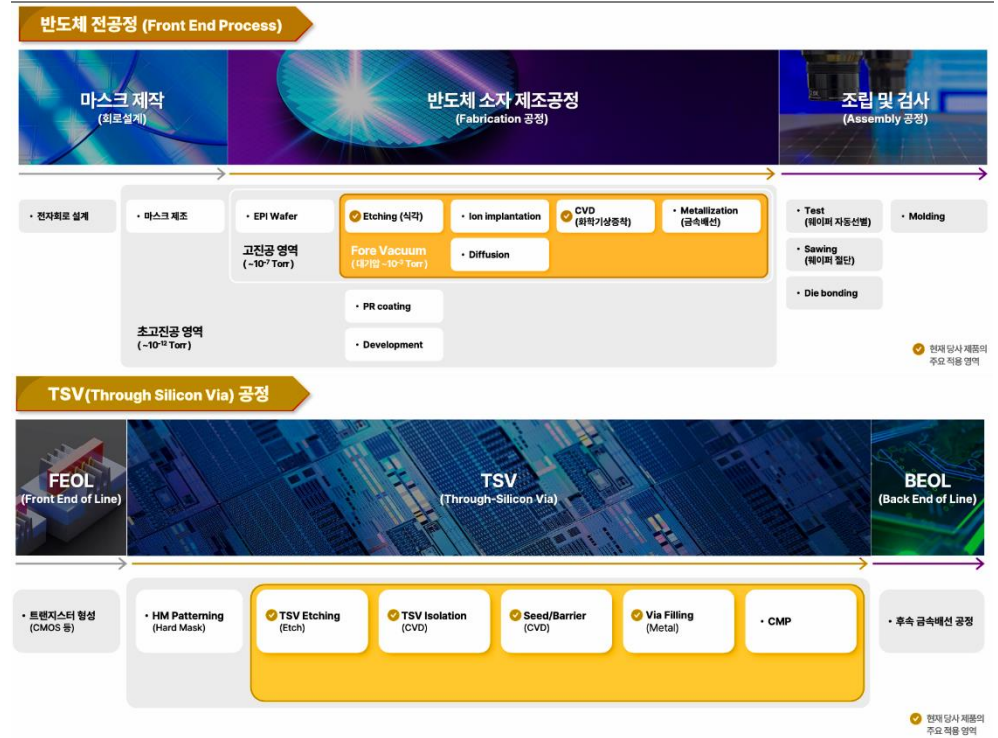 반도체 전공정 (Front End Process)
마스크 제작
(회로설계)
반도체 소자 제조공정
(Fabrication 공정)
조립 및 검사
(Assembly 공정)
• 전자회로 설계
• 마스크 제조
• EPI Wafer
Etching (식각)
• Ion implantation
CVD
(화학기상증착)
• Metallization
(금속배선)
• Test
(웨이퍼 자동선별)
• Molding
고진공 영역
(~10⁻⁷ Torr)
Fore Vacuum
(대기압 ~10⁻³ Torr)
• Diffusion
• Sawing
(웨이퍼 절단)
• Die bonding
• PR coating
초고진공 영역
(~10⁻¹² Torr)
• Development
현재 당사 제품의
주요 적용 영역
TSV(Through Silicon Via) 공정
FEOL
(Front End of Line)
TSV
(Through-Silicon Via)
BEOL
(Back End of Line)
• 트랜지스터 형성
(CMOS 등)
• HM Patterning
(Hard Mask)
TSV Etching
(Etch)
TSV Isolation
(CVD)
Seed/Barrier
(CVD)
Via Filling
(Metal)
• CMP
• 후속 금속배선 공정
현재 당사 제품의
주요 적용 영역